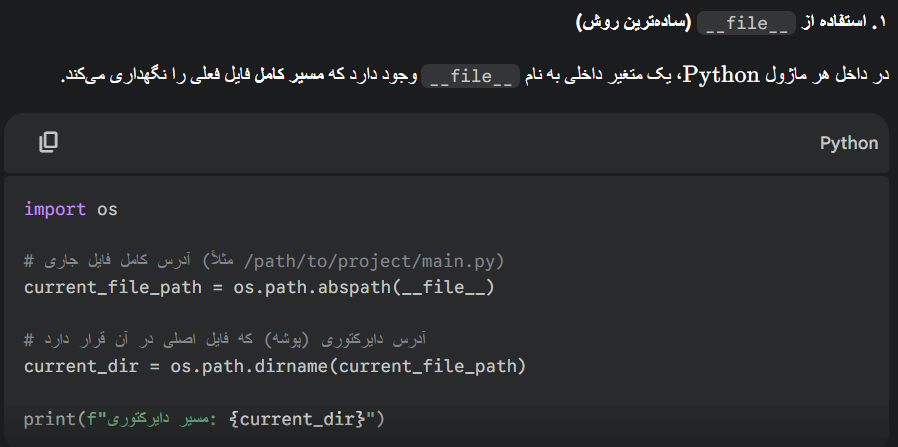 ۱. استفاده از __file__ (ساده‌ترین روش)
در داخل هر ماژول Python، یک متغیر داخلی به نام __file__ وجود دارد که مسیر کامل فایل فعلی را نگهداری می‌کند.
Python
import os
# آدرس کامل فایل جاری (مثلاً /path/to/project/main.py)
current_file_path = os.path.abspath(__file__)
# آدرس دایرکتوری (پوشه) که فایل اصلی در آن قرار دارد
current_dir = os.path.dirname(current_file_path)
print(f"مسیر دایرکتوری: {current_dir}")